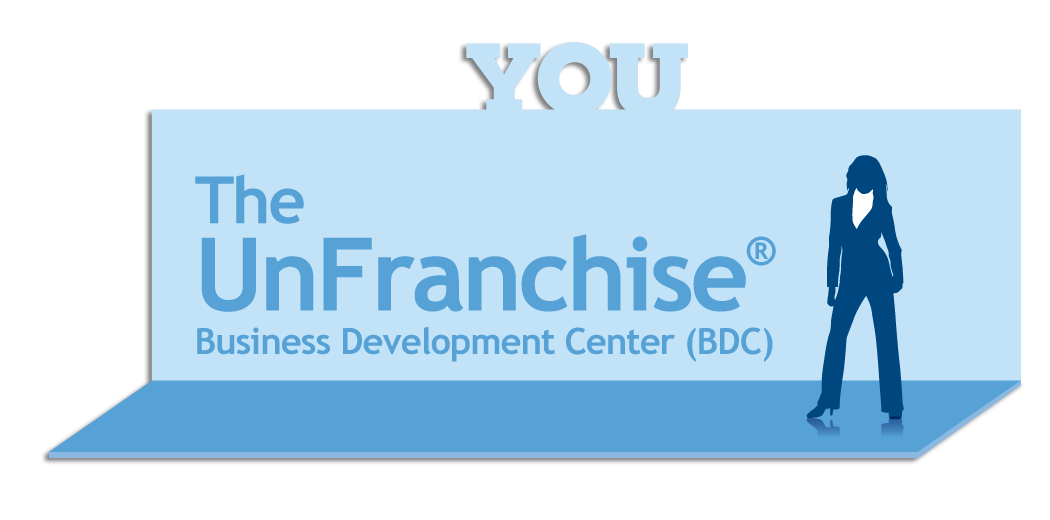 YOU
The
UnFranchise®
Business Development Center (BDC)